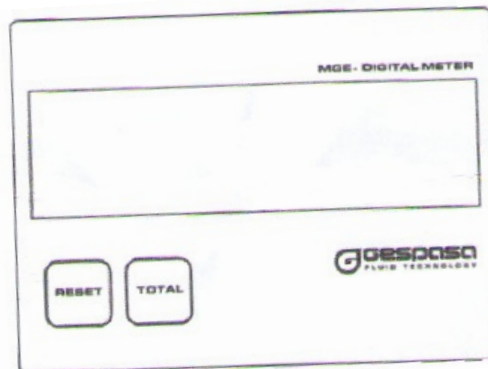 MGE - DIGITAL METER
Gespasa
FLUID TECHNOLOGY
RESET TOTAL